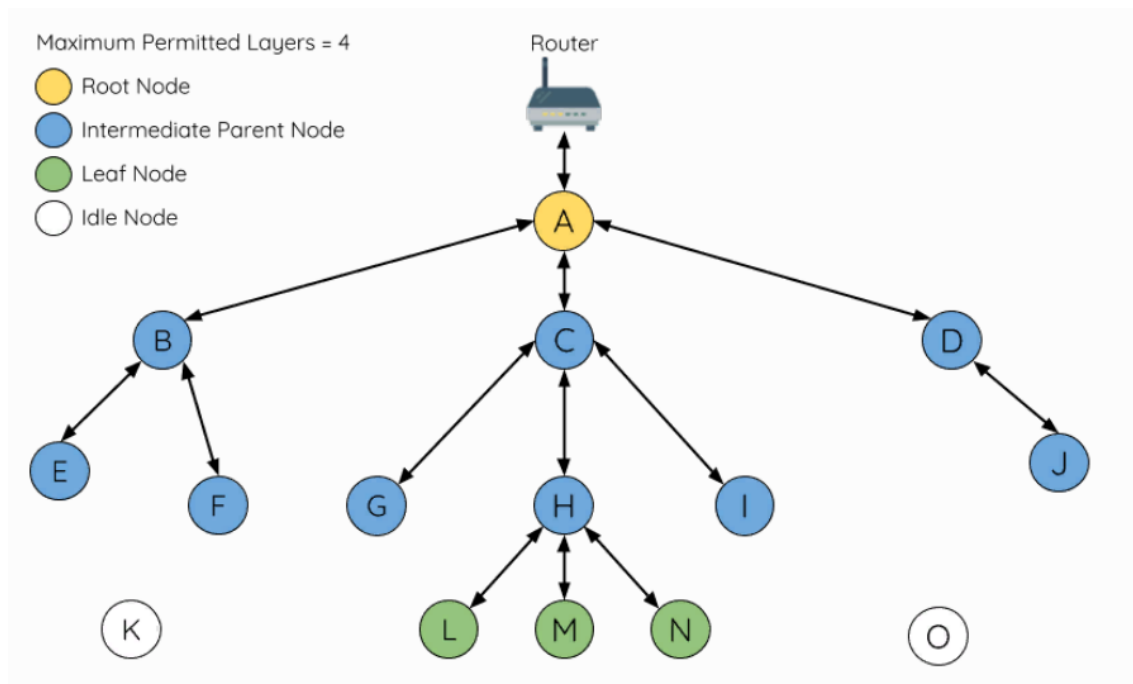 Maximum Permitted Layers = 4
Root Node
Intermediate Parent Node
Leaf Node
Idle Node
Router
A
B
C
D
E
F
G
H
I
J
K
L
M
N
O